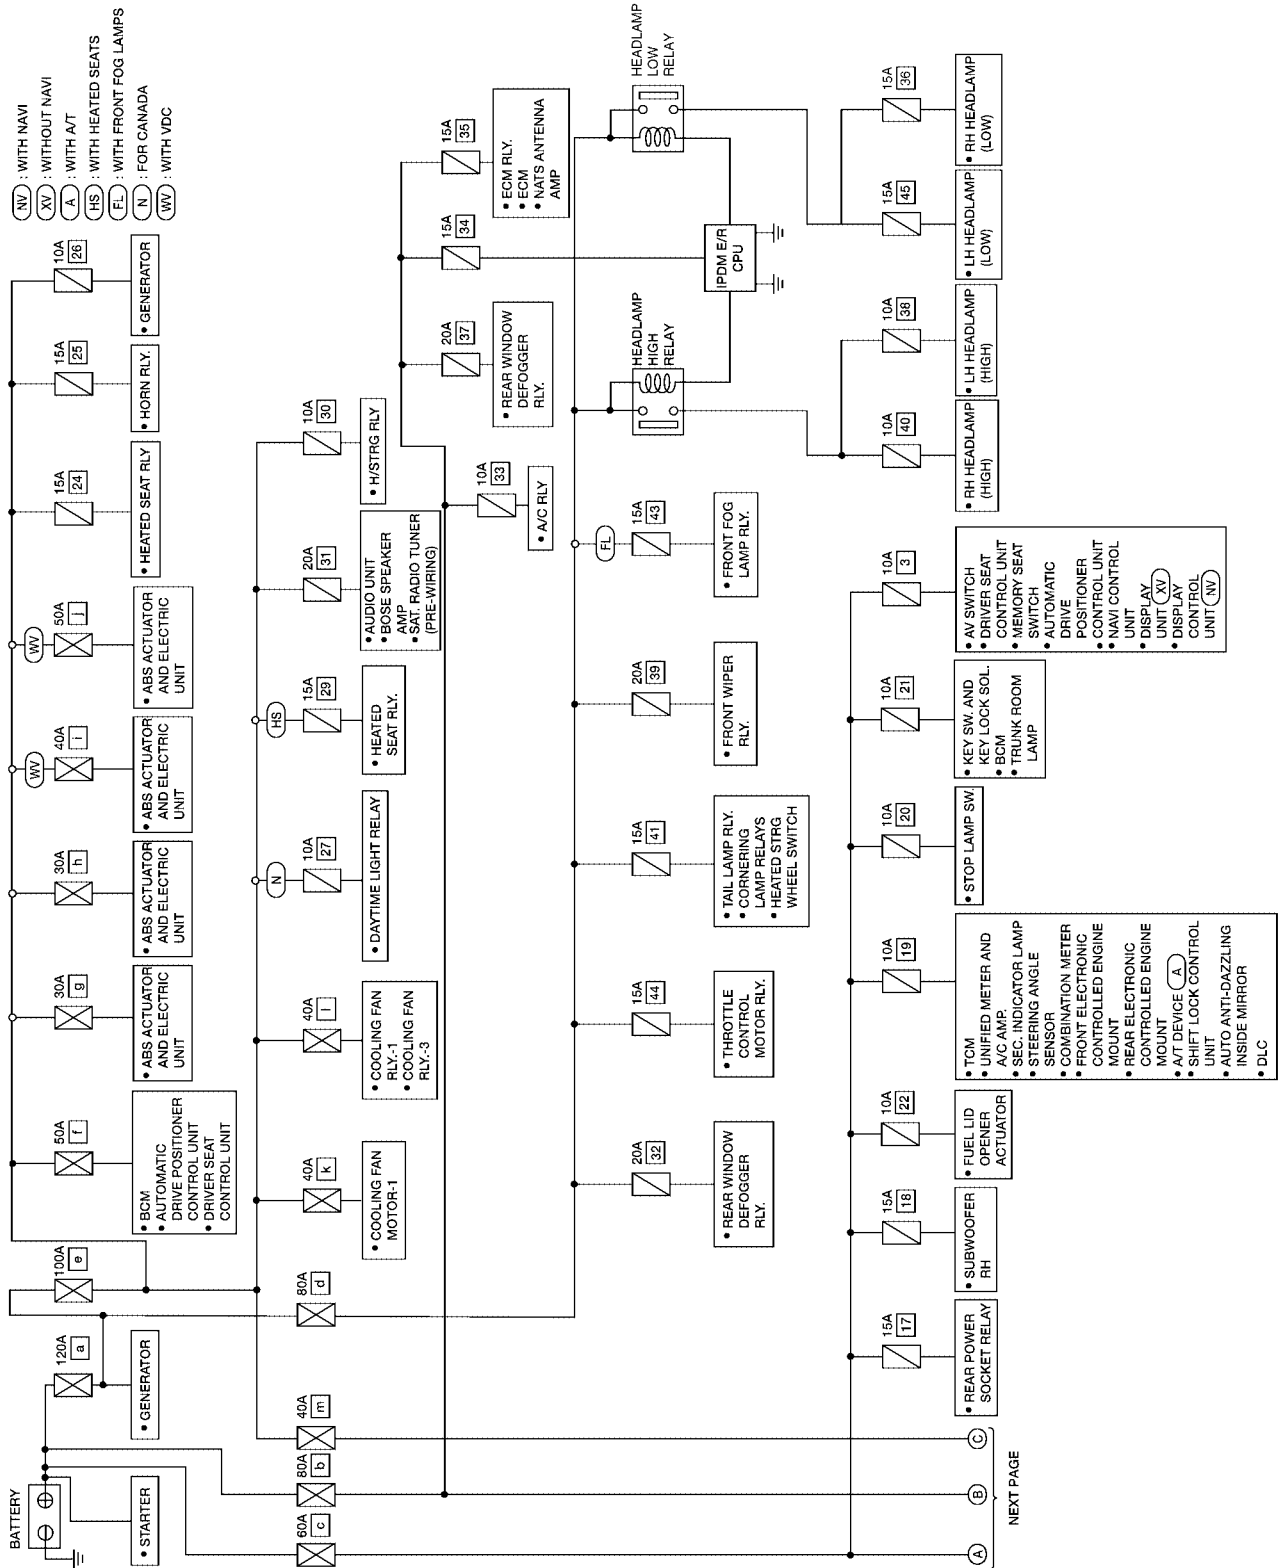 NV : WITH NAVI
XV : WITHOUT NAVI
A : WITH A/T
HS : WITH HEATED SEATS
FL : WITH FRONT FOG LAMPS
N : FOR CANADA
WV : WITH VDC
BATTERY
• STARTER
120A
a
• GENERATOR
100A
e
50A
f
• BCM
• AUTOMATIC
DRIVE POSITIONER
CONTROL UNIT
• DRIVER SEAT
CONTROL UNIT
30A
g
• ABS ACTUATOR
AND ELECTRIC
UNIT
30A
h
• ABS ACTUATOR
AND ELECTRIC
UNIT
WV
40A
i
• ABS ACTUATOR
AND ELECTRIC
UNIT
WV
50A
j
• ABS ACTUATOR
AND ELECTRIC
UNIT
15A
24
• HEATED SEAT RLY
15A
25
• HORN RLY.
10A
26
• GENERATOR
60A
c
80A
b
40A
m
80A
d
40A
k
• COOLING FAN
MOTOR-1
40A
l
• COOLING FAN
RLY.-1
• COOLING FAN
RLY.-3
N
10A
27
• DAYTIME LIGHT RELAY
HS
15A
29
• HEATED
SEAT RLY.
20A
31
• AUDIO UNIT
• BOSE SPEAKER
AMP
• SAT. RADIO TUNER
(PRE-WIRING)
10A
30
• H/STRG RLY
10A
33
• A/C RLY
20A
37
• REAR WINDOW
DEFOGGER
RLY.
15A
34
15A
35
• ECM RLY.
• ECM
• NATS ANTENNA
AMP
20A
32
• REAR WINDOW
DEFOGGER
RLY.
15A
44
• THROTTLE
CONTROL
MOTOR RLY.
15A
41
• TAIL LAMP RLY.
• CORNERING
LAMP RELAYS
• HEATED STRG
WHEEL SWITCH
20A
39
• FRONT WIPER
RLY.
FL
15A
43
• FRONT FOG
LAMP RLY.
HEADLAMP
HIGH
RELAY
IPDM E/R
CPU
HEADLAMP
LOW
RELAY
15A
17
• REAR POWER
SOCKET RELAY
15A
18
• SUBWOOFER
RH
10A
22
• FUEL LID
OPENER
ACTUATOR
10A
19
• TCM
• UNIFIED METER AND
A/C AMP.
• SEC. INDICATOR LAMP
• STEERING ANGLE
SENSOR
• COMBINATION METER
• FRONT ELECTRONIC
CONTROLLED ENGINE
MOUNT
• REAR ELECTRONIC
CONTROLLED ENGINE
MOUNT
• A/T DEVICE A
• SHIFT LOCK CONTROL
UNIT
• AUTO ANTI-DAZZLING
INSIDE MIRROR
• DLC
10A
20
• STOP LAMP SW.
10A
21
• KEY SW. AND
KEY LOCK SOL.
• BCM
• TRUNK ROOM
LAMP
10A
3
• AV SWITCH
• DRIVER SEAT
CONTROL UNIT
• MEMORY SEAT
SWITCH
• AUTOMATIC
DRIVE
POSITIONER
CONTROL UNIT
• NAVI CONTROL
UNIT
• DISPLAY
UNIT XV
• DISPLAY
CONTROL
UNIT NV
10A
40
• RH HEADLAMP
(HIGH)
10A
38
• LH HEADLAMP
(HIGH)
15A
45
• LH HEADLAMP
(LOW)
15A
36
• RH HEADLAMP
(LOW)
A
B
C
NEXT PAGE